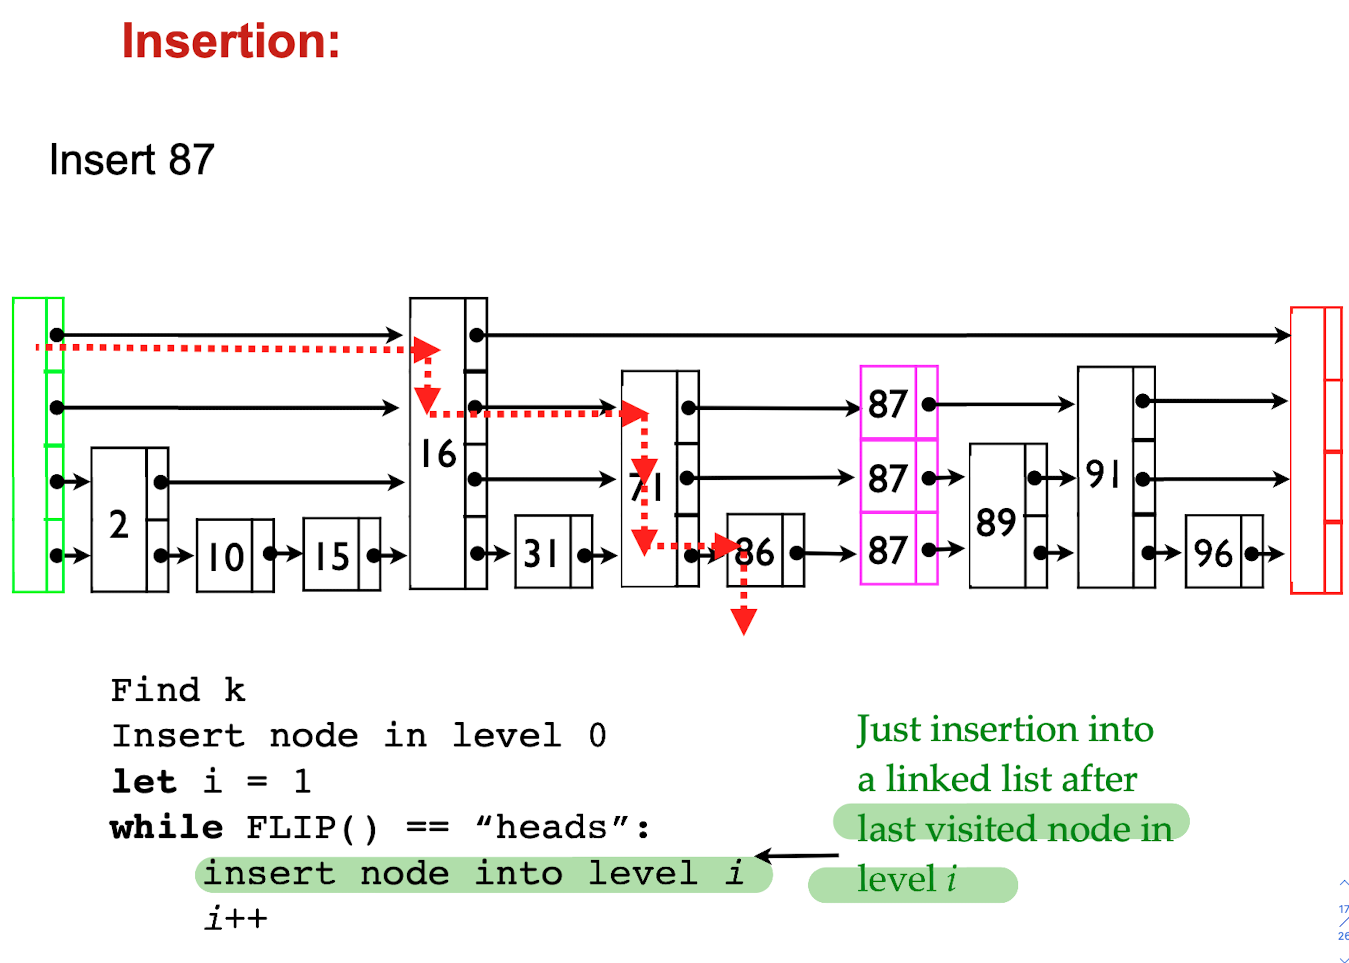 Insertion:
Insert 87
2
10
15
16
31
71
86
87
87
87
89
91
96
Find k
Insert node in level 0
let i = 1
while FLIP() == “heads”:
insert node into level i
i++
Just insertion into
a linked list after
last visited node in
level i
17
/
26